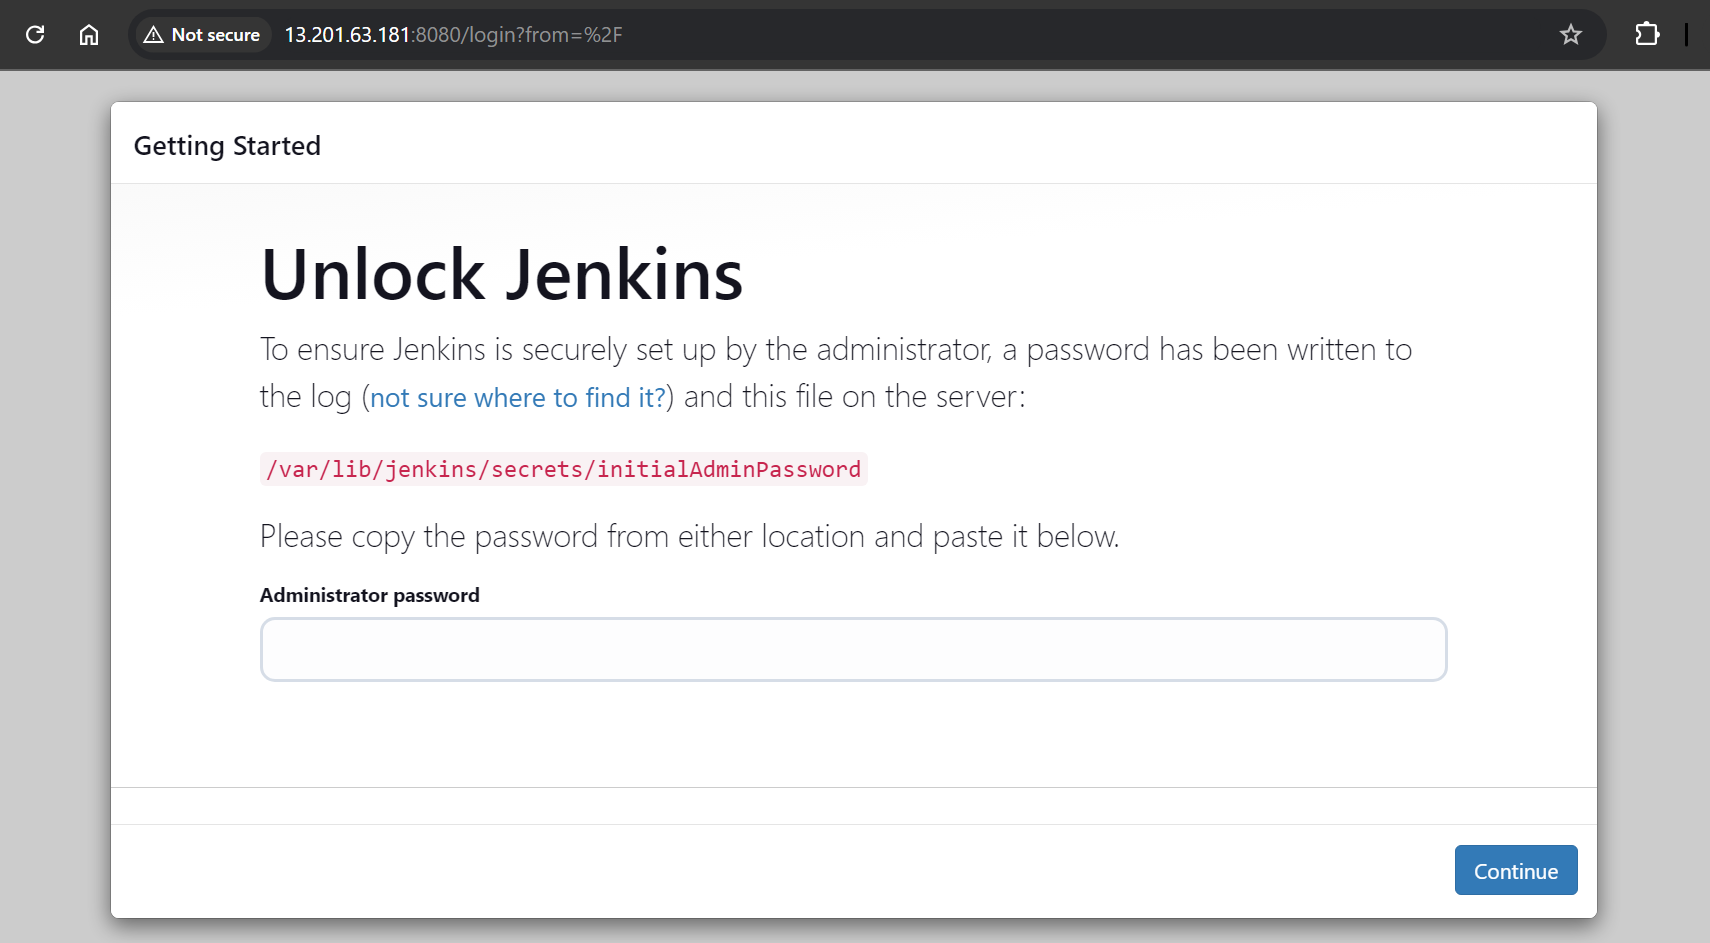 Not secure 13.201.63.181:8080/login?from=%2F
Getting Started
Unlock Jenkins
To ensure Jenkins is securely set up by the administrator, a password has been written to
the log (not sure where to find it?) and this file on the server:
/var/lib/jenkins/secrets/initialAdminPassword
Please copy the password from either location and paste it below.
Administrator password
Continue